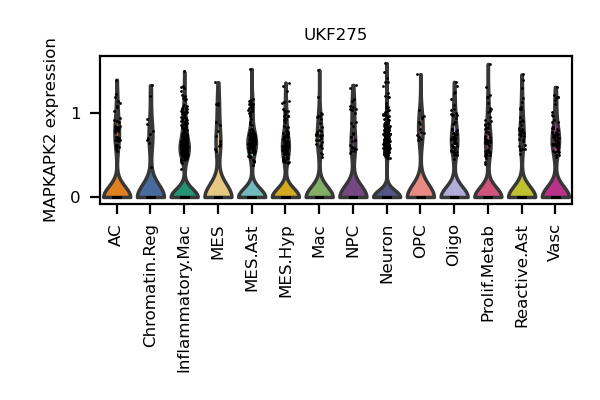 UKF275
MAPKAPK2 expression
1
0
AC
Chromatin.Reg
Inflammatory.Mac
MES
MES.Ast
MES.Hyp
Mac
NPC
Neuron
OPC
Oligo
Prolif.Metab
Reactive.Ast
Vasc